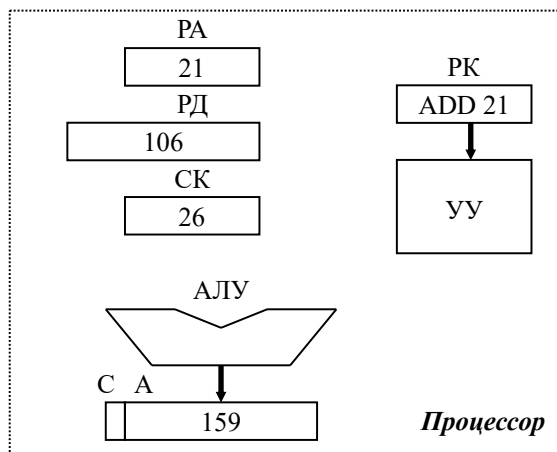 РА
21
РД
106
СК
26
РК
ADD 21
УУ
АЛУ
С А
159
Процессор